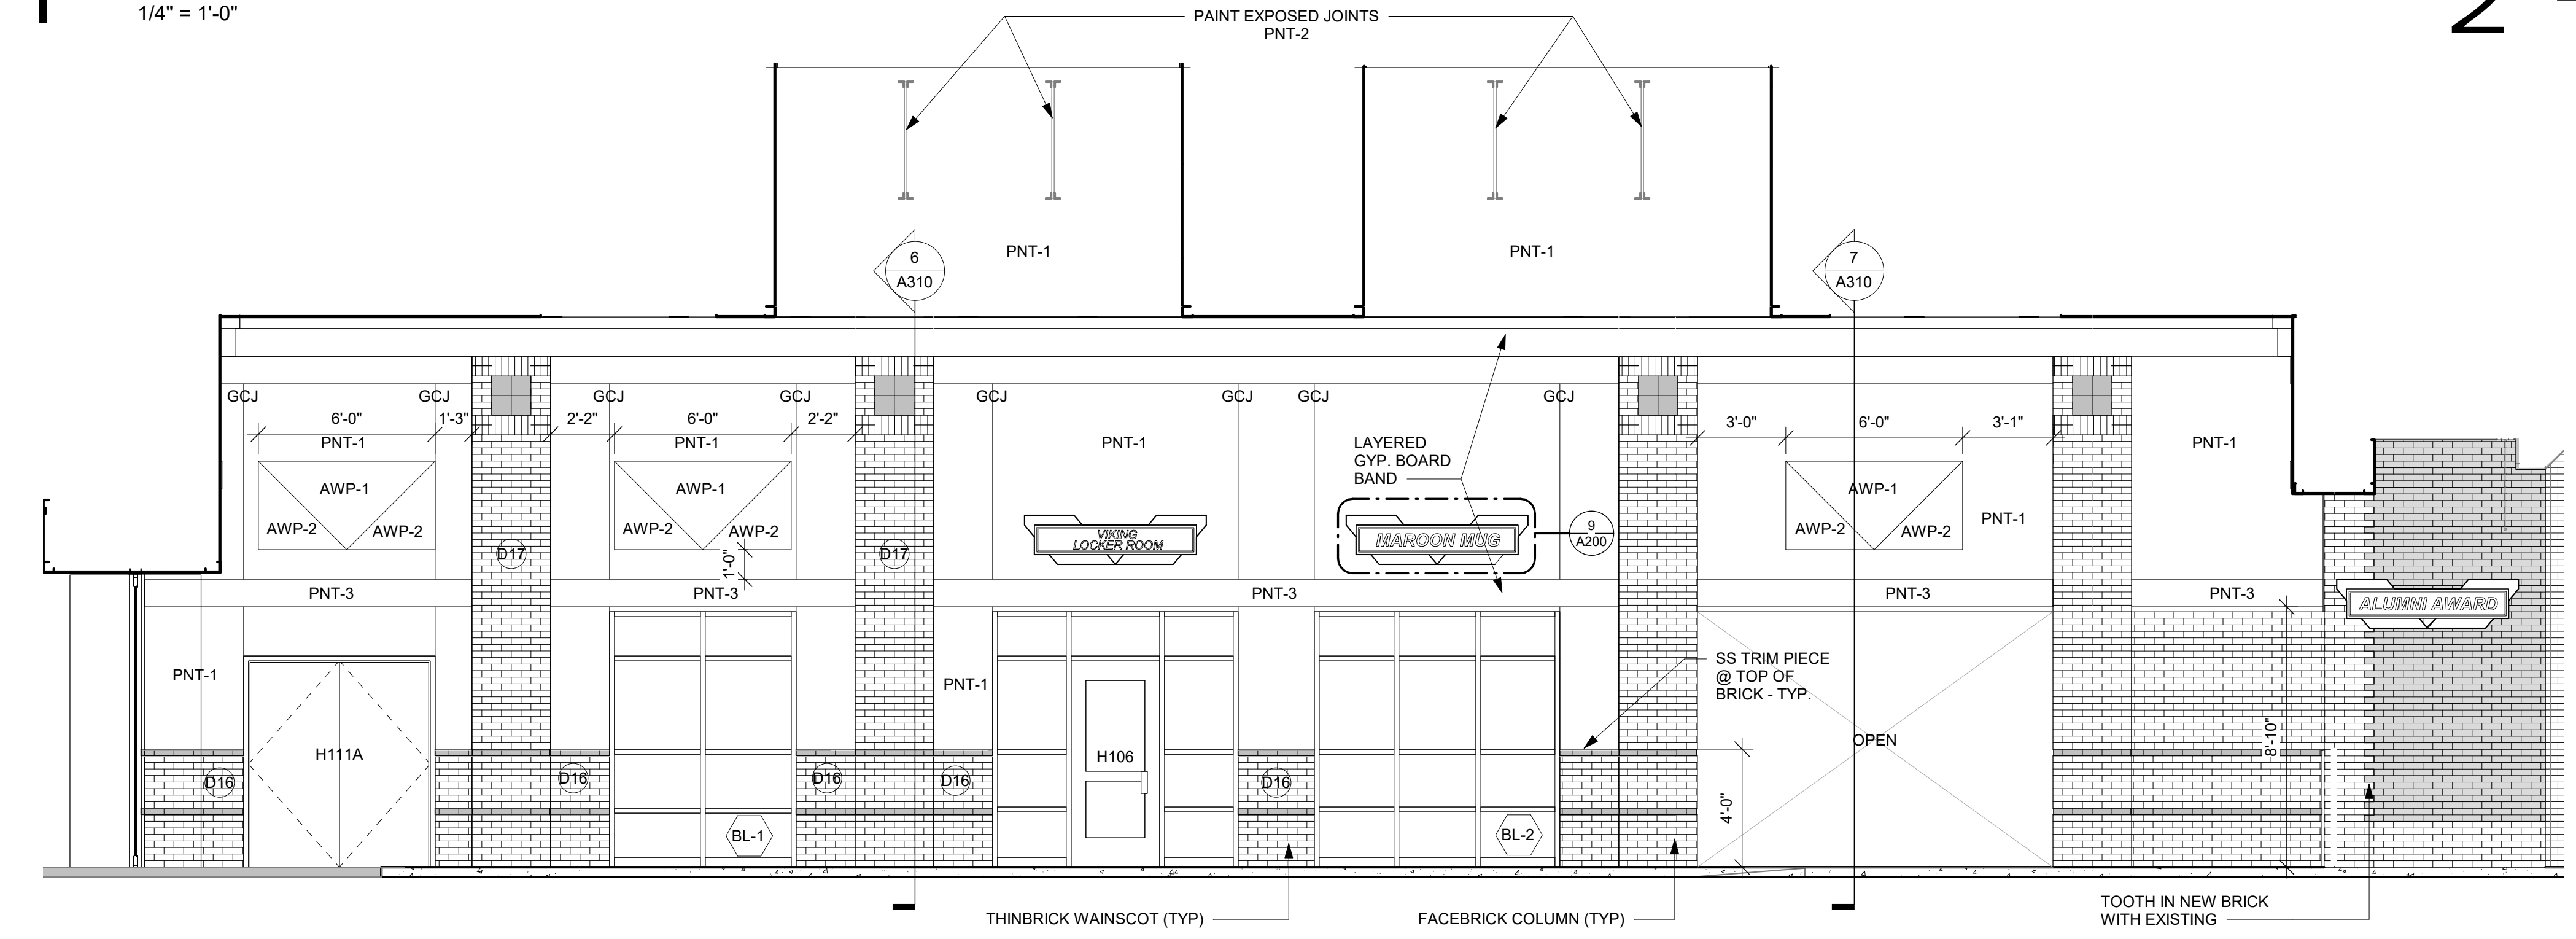 1/4" = 1'-0"
2
PAINT EXPOSED JOINTS
PNT-2
PNT-1
PNT-1
6
A310
7
A310
GCJ
GCJ
GCJ
GCJ
GCJ
GCJ
GCJ
GCJ
6'-0"
1'-3"
2'-2"
6'-0"
2'-2"
3'-0"
6'-0"
3'-1"
PNT-1
PNT-1
PNT-1
PNT-1
LAYERED
GYP. BOARD
BAND
AWP-1
AWP-2
AWP-2
AWP-1
AWP-2
AWP-2
AWP-1
AWP-2
AWP-2
PNT-1
D17
D17
1'-0"
VIKING
LOCKER ROOM
MAROON MUG
9
A200
PNT-3
PNT-3
PNT-3
PNT-3
PNT-3
ALUMNI AWARD
PNT-1
PNT-1
SS TRIM PIECE
@ TOP OF
BRICK - TYP.
H111A
H106
OPEN
8'-10"
D16
D16
D16
D16
D16
4'-0"
BL-1
BL-2
THINBRICK WAINSCOT (TYP)
FACEBRICK COLUMN (TYP)
TOOTH IN NEW BRICK
WITH EXISTING